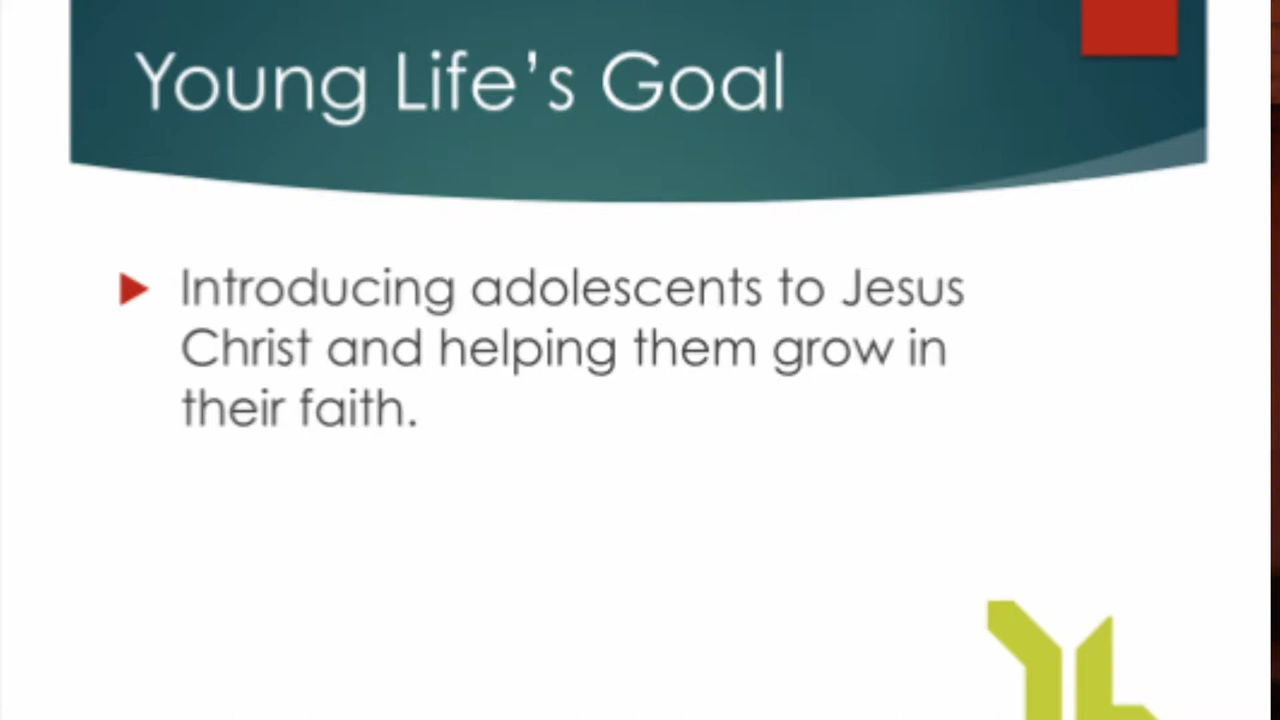 Young Life’s Goal
Introducing adolescents to Jesus
Christ and helping them grow in
their faith.